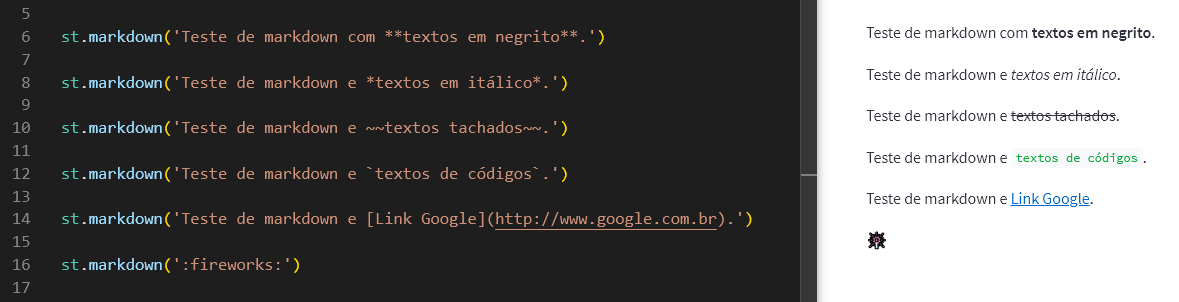 5
6 st.markdown('Teste de markdown com **textos em negrito**.')
7
8 st.markdown('Teste de markdown e *textos em itálico*.')
9
10 st.markdown('Teste de markdown e ~~textos tachados~~.')
11
12 st.markdown('Teste de markdown e `textos de códigos`.')
13
14 st.markdown('Teste de markdown e [Link Google](http://www.google.com.br).')
15
16 st.markdown(':fireworks:')
17
Teste de markdown com textos em negrito.
Teste de markdown e textos em itálico.
Teste de markdown e textos tachados.
Teste de markdown e textos de códigos.
Teste de markdown e Link Google.